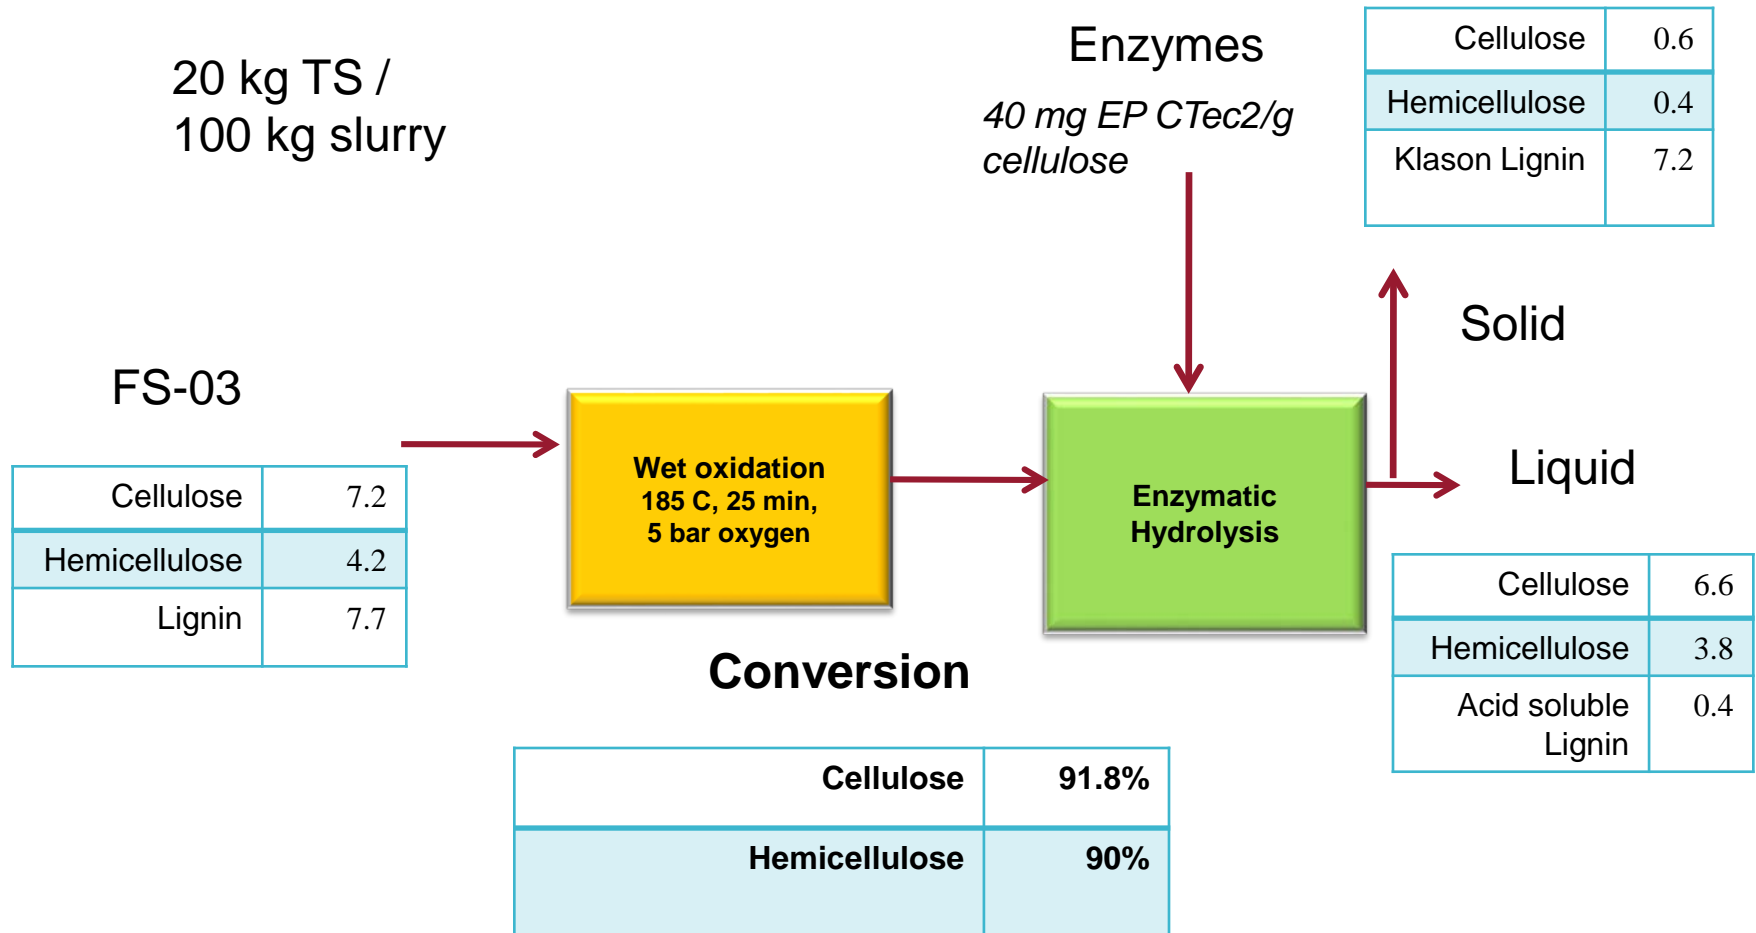 20 kg TS /
100 kg slurry
Enzymes
40 mg EP CTec2/g
cellulose
Cellulose 0.6
Hemicellulose 0.4
Klason Lignin 7.2
Solid
FS-03
Cellulose 7.2
Hemicellulose 4.2
Lignin 7.7
Wet oxidation
185 C, 25 min,
5 bar oxygen
Enzymatic
Hydrolysis
Liquid
Cellulose 6.6
Hemicellulose 3.8
Acid soluble 0.4
Lignin
Conversion
Cellulose 91.8%
Hemicellulose 90%